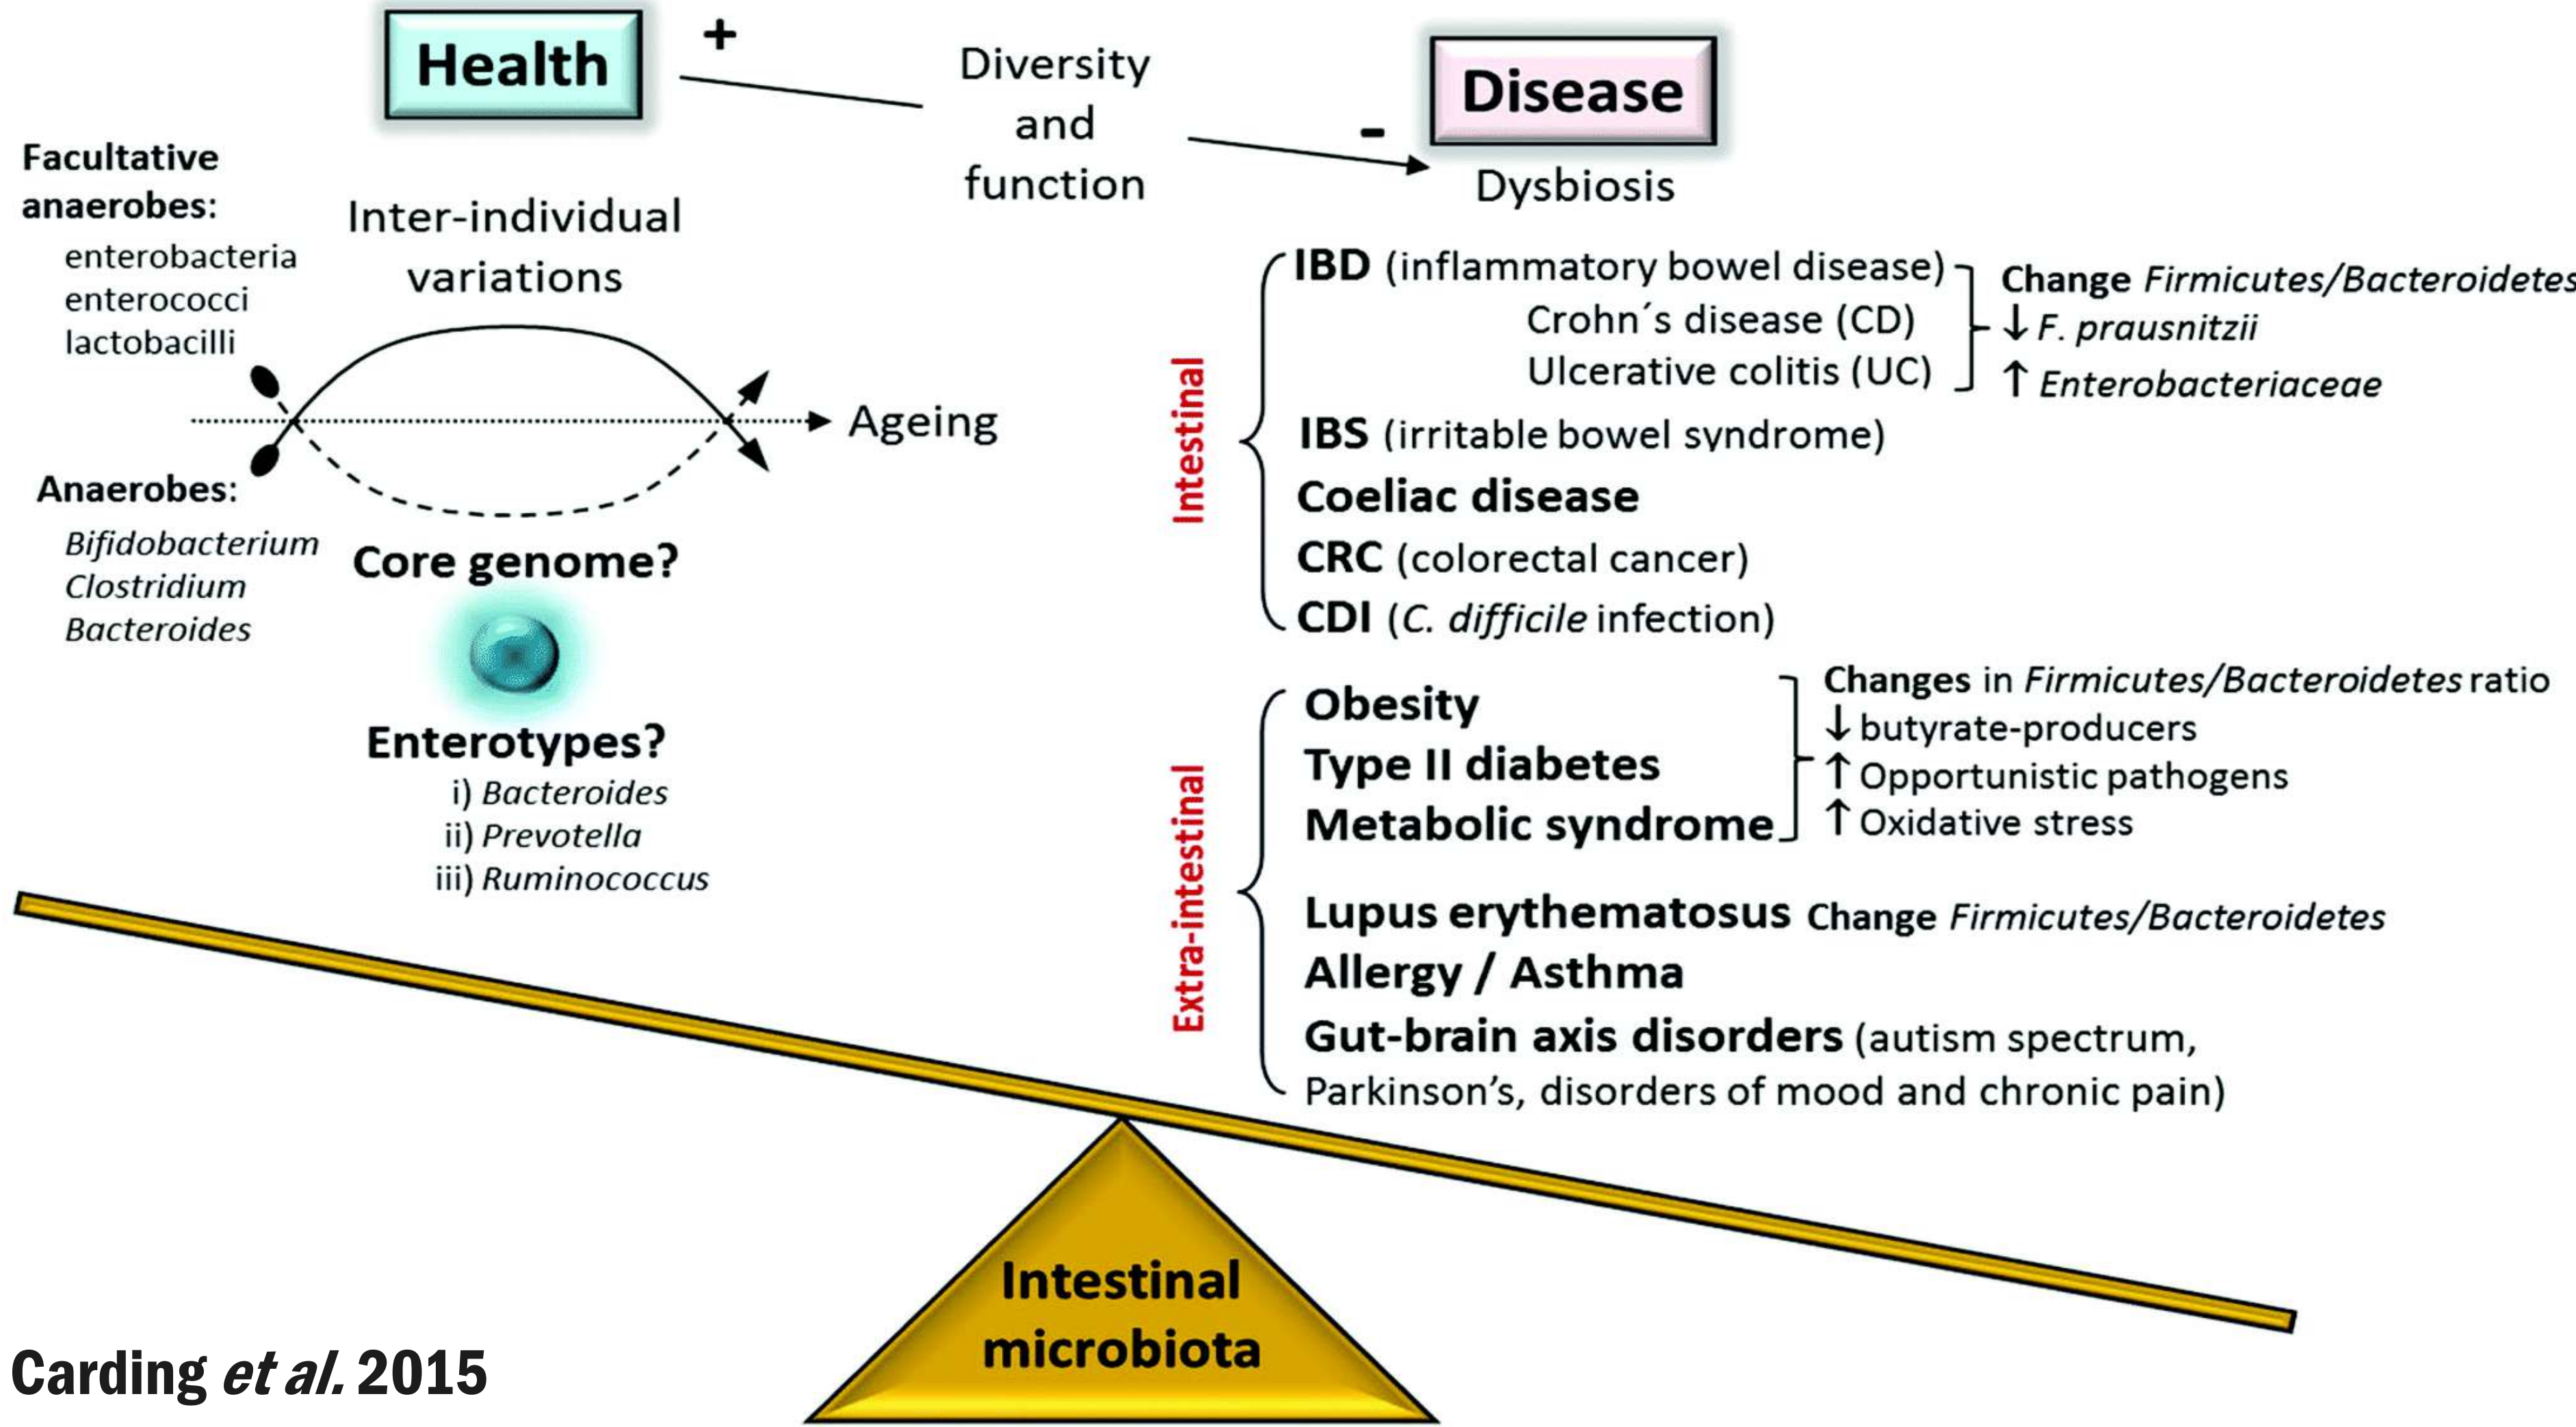 Health
+
Diversity
and
function
-
Disease
Dysbiosis
Facultative
anaerobes:
enterobacteria
enterococci
lactobacilli
Inter-individual
variations
Ageing
Anaerobes:
Bifidobacterium
Clostridium
Bacteroides
Core genome?
Enterotypes?
i) Bacteroides
ii) Prevotella
iii) Ruminococcus
Intestinal
IBD (inflammatory bowel disease)
Crohn´s disease (CD)
Ulcerative colitis (UC)
Change Firmicutes/Bacteroidetes
↓ F. prausnitzii
↑ Enterobacteriaceae
IBS (irritable bowel syndrome)
Coeliac disease
CRC (colorectal cancer)
CDI (C. difficile infection)
Extra-intestinal
Obesity
Type II diabetes
Metabolic syndrome
Changes in Firmicutes/Bacteroidetes ratio
↓ butyrate-producers
↑ Opportunistic pathogens
↑ Oxidative stress
Lupus erythematosus Change Firmicutes/Bacteroidetes
Allergy / Asthma
Gut-brain axis disorders (autism spectrum,
Parkinson’s, disorders of mood and chronic pain)
Intestinal
microbiota
Carding et al. 2015